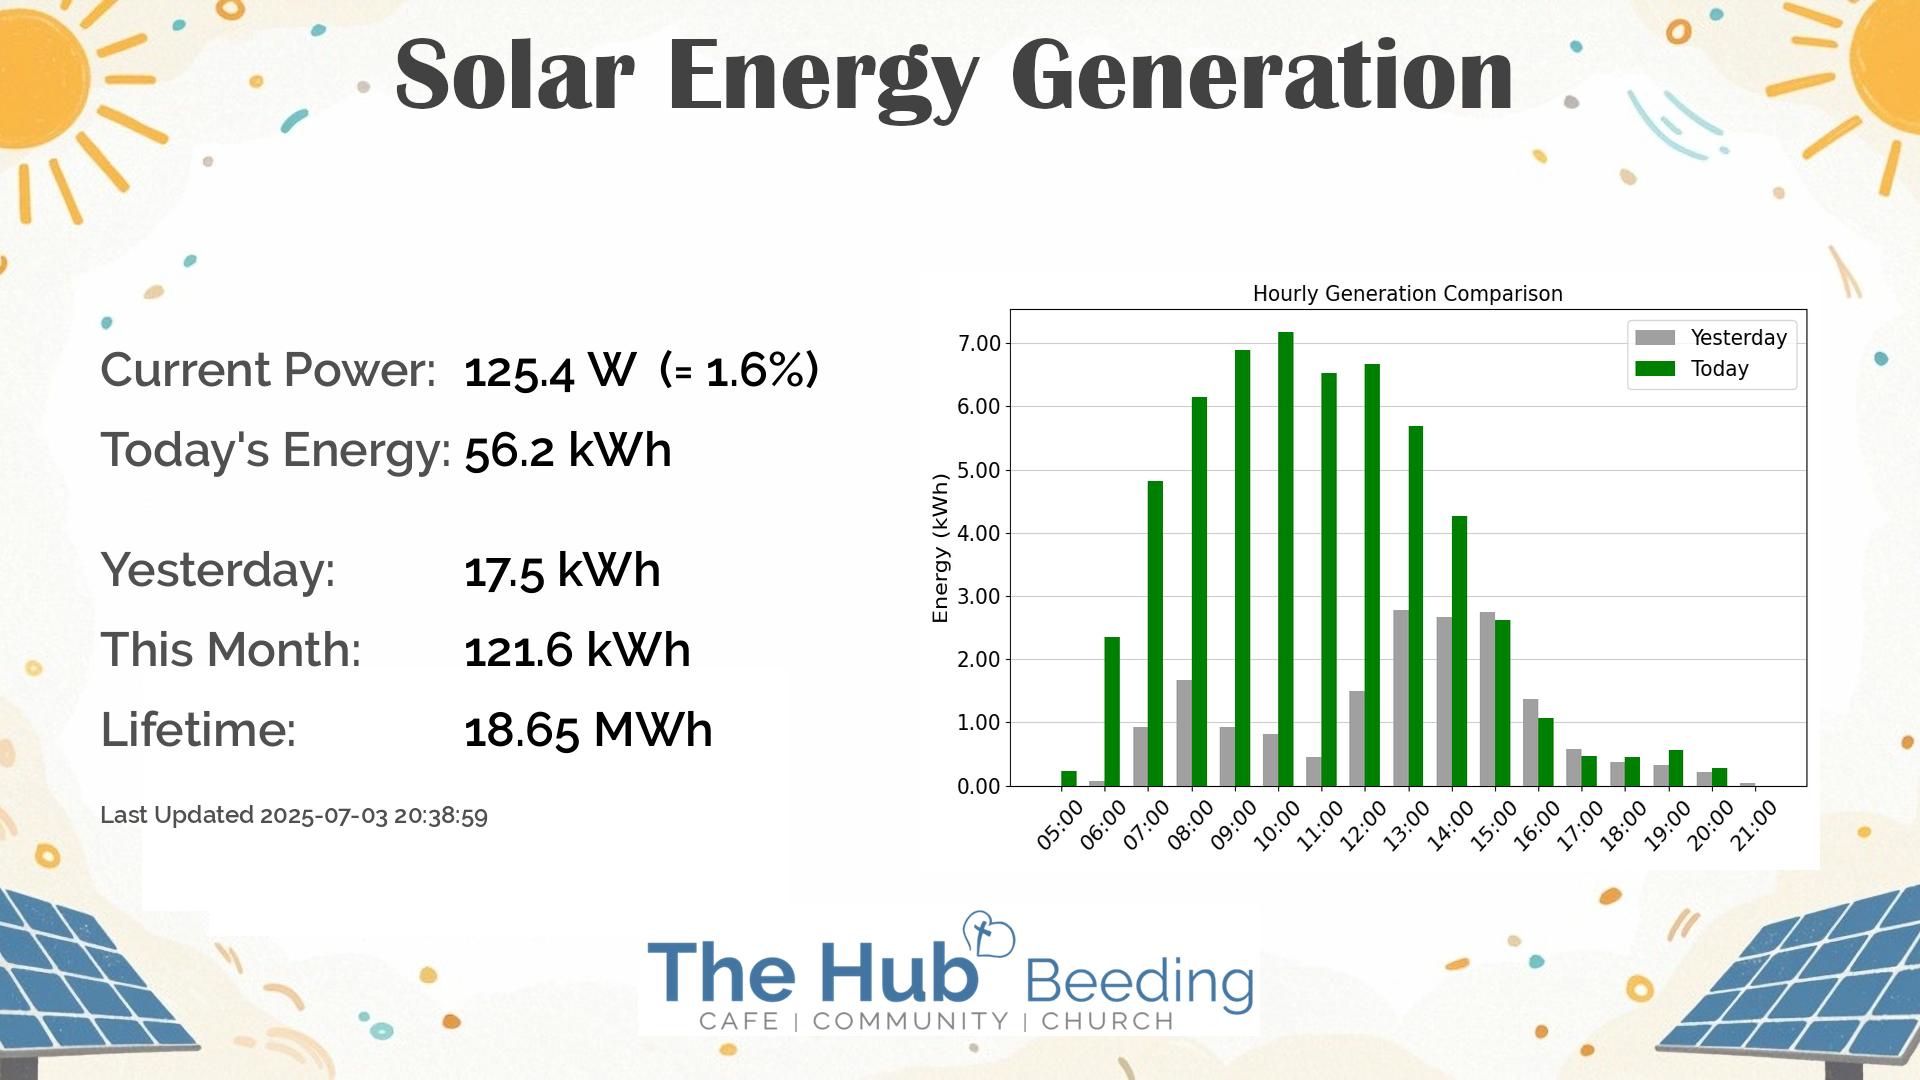 Solar Energy Generation
Current Power: 125.4 W (= 1.6%)
Today's Energy: 56.2 kWh
Yesterday: 17.5 kWh
This Month: 121.6 kWh
Lifetime: 18.65 MWh
Last Updated 2025-07-03 20:38:59
Hourly Generation Comparison
Yesterday
Today
Energy (kWh)
7.00
6.00
5.00
4.00
3.00
2.00
1.00
0.00
05:00 06:00 07:00 08:00 09:00 10:00 11:00 12:00 13:00 14:00 15:00 16:00 17:00 18:00 19:00 20:00 21:00
The Hub Beeding
CAFE | COMMUNITY | CHURCH